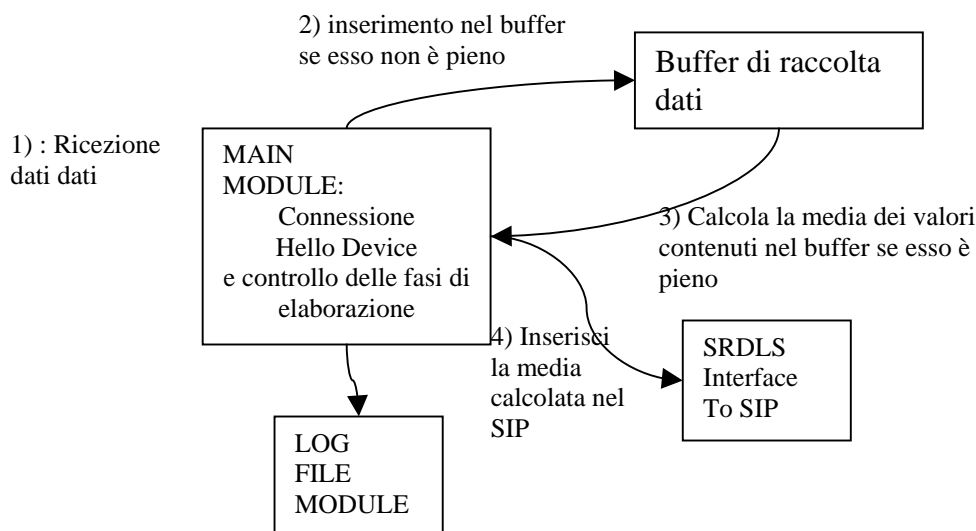 2) inserimento nel buffer
se esso non è pieno
Buffer di raccolta
dati
1) : Ricezione
dati dati
MAIN
MODULE:
Connessione
Hello Device
e controllo delle fasi di
elaborazione
3) Calcola la media dei valori
contenuti nel buffer se esso è
pieno
4) Inserisci
la media
calcolata nel
SIP
SRDLS
Interface
To SIP
LOG
FILE
MODULE